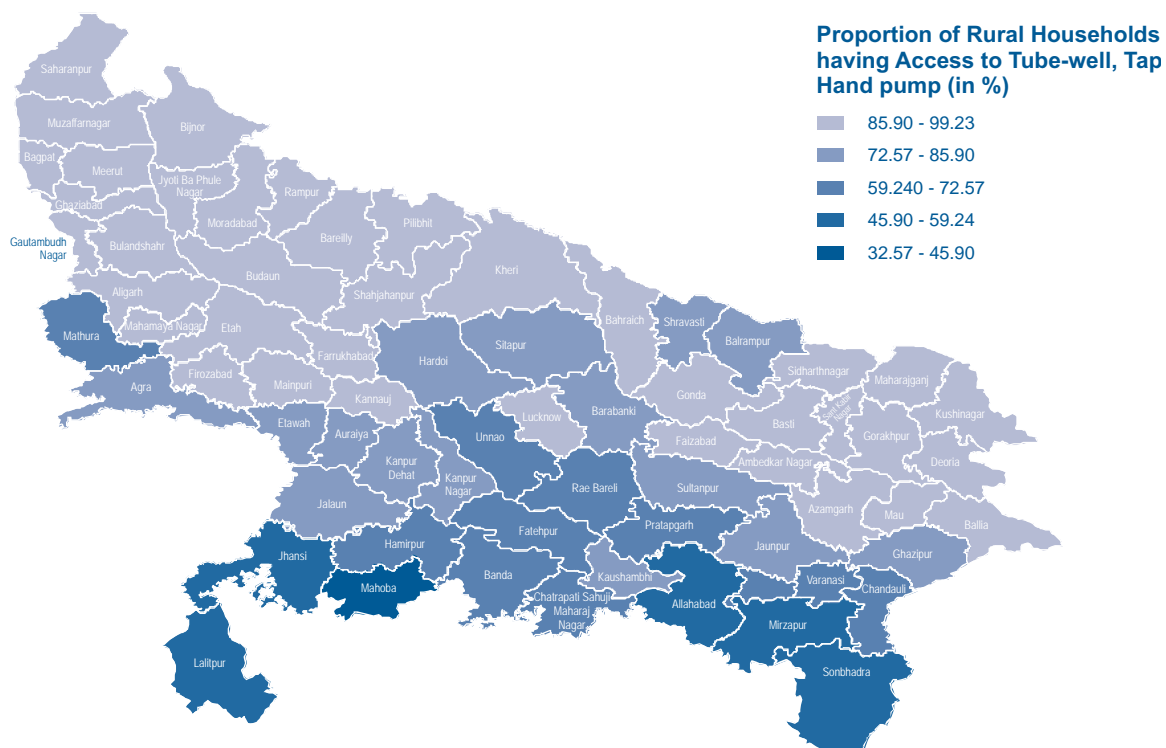 Proportion of Rural Households
having Access to Tube-well, Tap
Hand pump (in %)
85.90 - 99.23
72.57 - 85.90
59.240 - 72.57
45.90 - 59.24
32.57 - 45.90
Saharanpur
Muzaffarnagar
Bijnor
Bagpat
Meerut
Jyoti Ba Phule
Nagar
Rampur
Ghaziabad
Moradabad
Pilibhit
Bareilly
Gautambudh
Nagar
Bulandshahr
Budaun
Kheri
Aligarh
Shahjahanpur
Mahamaya Nagar
Etah
Bahraich
Shravasti
Mathura
Sitapur
Balrampur
Farrukhabad
Hardoi
Sidharthnagar
Firozabad
Agra
Mainpuri
Maharajganj
Kannauj
Gonda
Sant Kabir
Nagar
Lucknow
Barabanki
Kushinagar
Etawah
Basti
Auraiya
Unnao
Gorakhpur
Faizabad
Kanpur
Dehat
Ambedkar Nagar
Deoria
Kanpur
Nagar
Rae Bareli
Sultanpur
Jalaun
Azamgarh
Mau
Pratapgarh
Ballia
Fatehpur
Hamirpur
Jaunpur
Jhansi
Ghazipur
Banda
Kaushambhi
Varanasi
Mahoba
Chandauli
Chatrapati Sahuji
Maharaj
Nagar
Allahabad
Mirzapur
Lalitpur
Sonbhadra